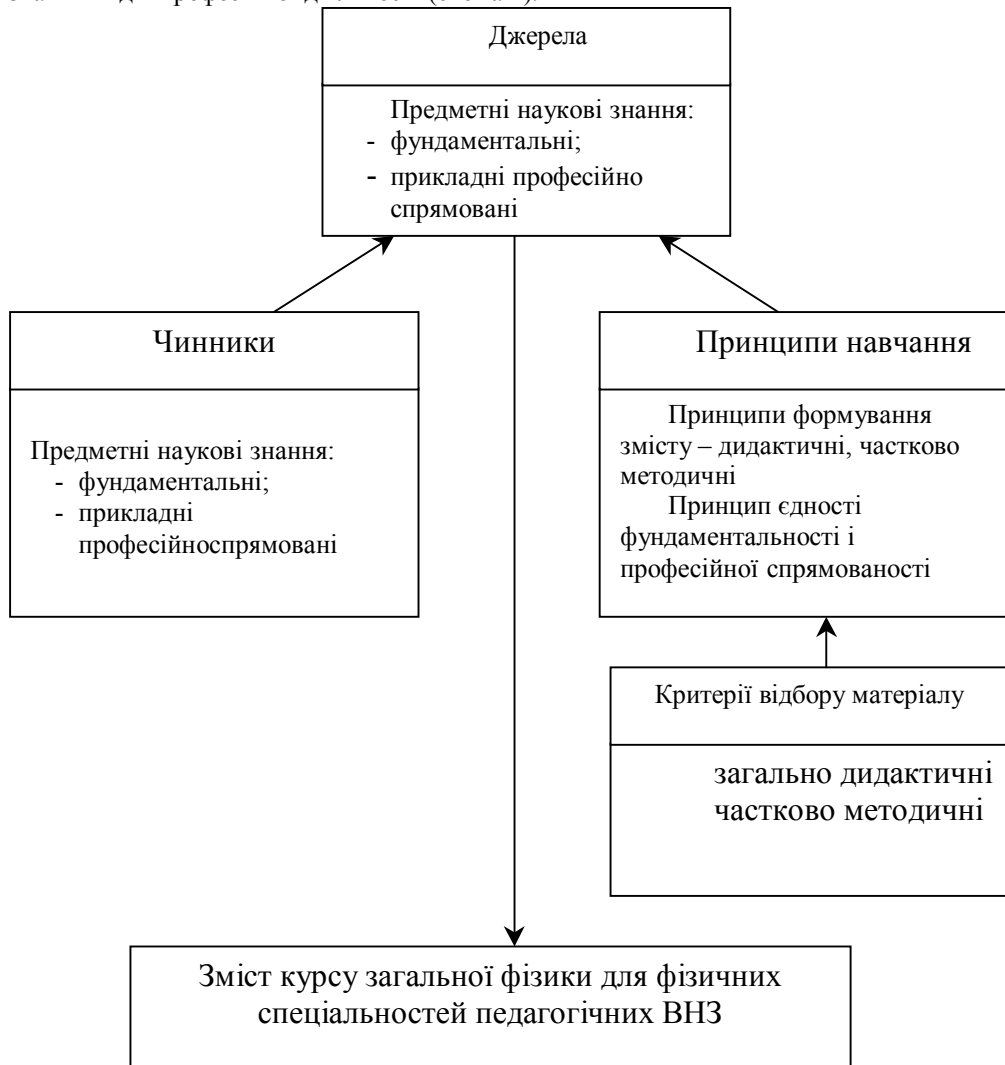 Джерела
Предметні наукові знання:
- фундаментальні;
- прикладні професійно
спрямовані
Чинники
Предметні наукові знання:
- фундаментальні;
- прикладні
професійноспрямовані
Принципи навчання
Принципи формування
змісту – дидактичні, частково
методичні
Принцип єдності
фундаментальності і
професійної спрямованості
Критерії відбору матеріалу
загально дидактичні
частково методичні
Зміст курсу загальної фізики для фізичних
спеціальностей педагогічних ВНЗ